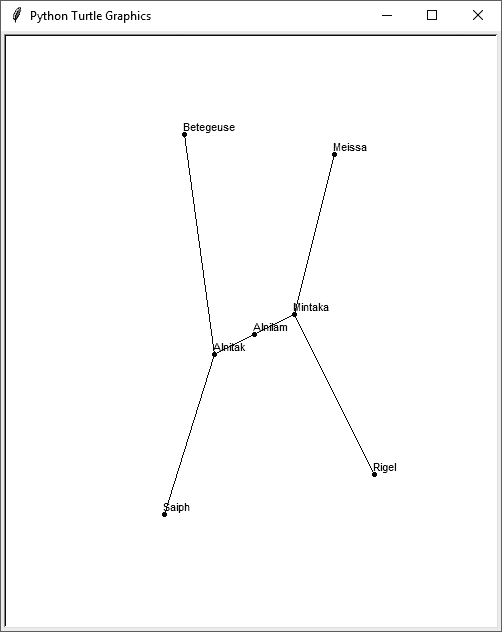 Python Turtle Graphics
Betegeuse
Meissa
Mintaka
Alnilam
Alnitak
Rigel
Saiph